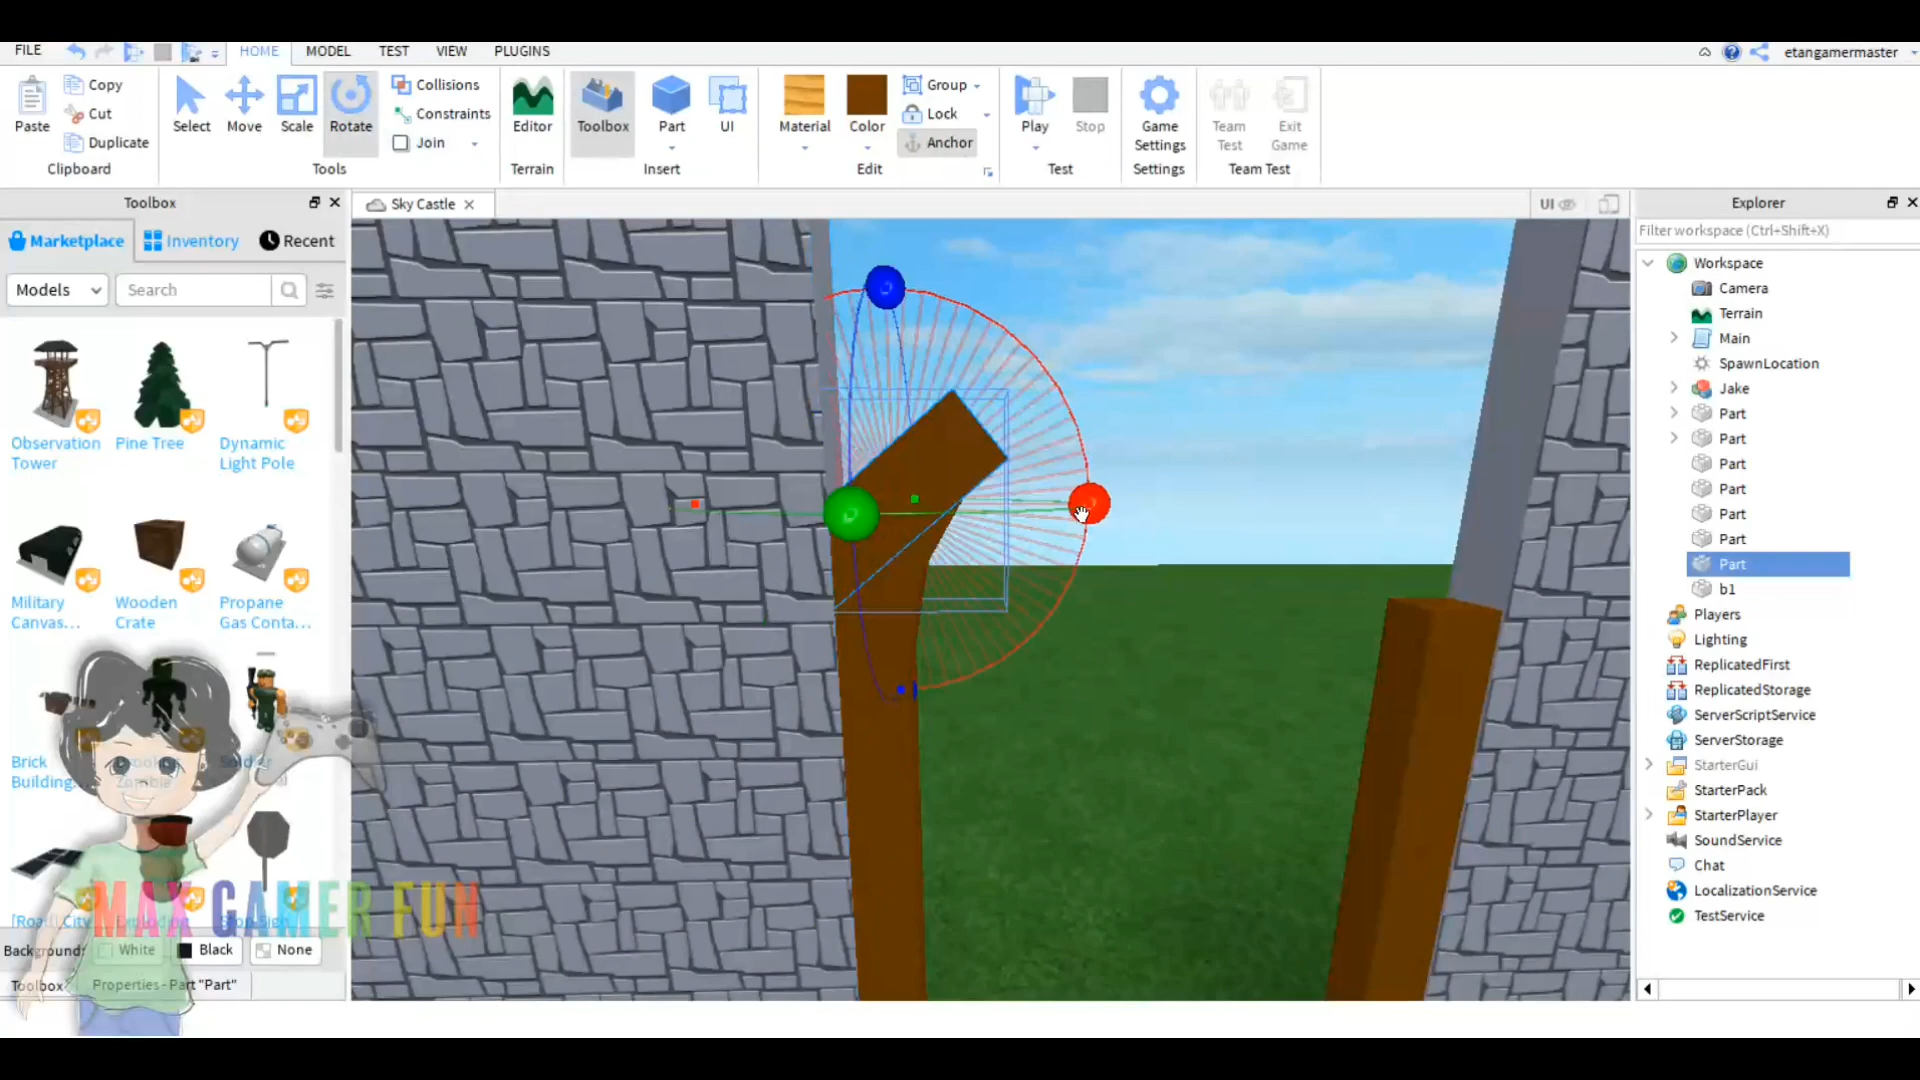 FILE HOME MODEL TEST VIEW PLUGINS etangamermaster
Copy Collisions Group
Cut Constraints Lock
Paste Duplicate Select Move Scale Rotate Join Editor Toolbox Part UI Material Color Anchor Play Stop Game Settings Team Test Exit Game
Clipboard Tools Terrain Insert Edit Test Settings Team Test
Toolbox
Marketplace Inventory Recent
Models Search
Observation Tower
Pine Tree
Dynamic Light Pole
Military Canvas...
Wooden Crate
Propane Gas Conta...
Brick Building...
Zombie
MAX GAMER FUN
Background: White Black None
Toolbox Properties - Part "Part"
Sky Castle
UI
Explorer
Filter workspace (Ctrl+Shift+X)
Workspace
Camera
Terrain
Main
SpawnLocation
Jake
Part
Part
Part
Part
Part
Part
Part
b1
Players
Lighting
ReplicatedFirst
ReplicatedStorage
ServerScriptService
ServerStorage
StarterGui
StarterPack
StarterPlayer
SoundService
Chat
LocalizationService
TestService